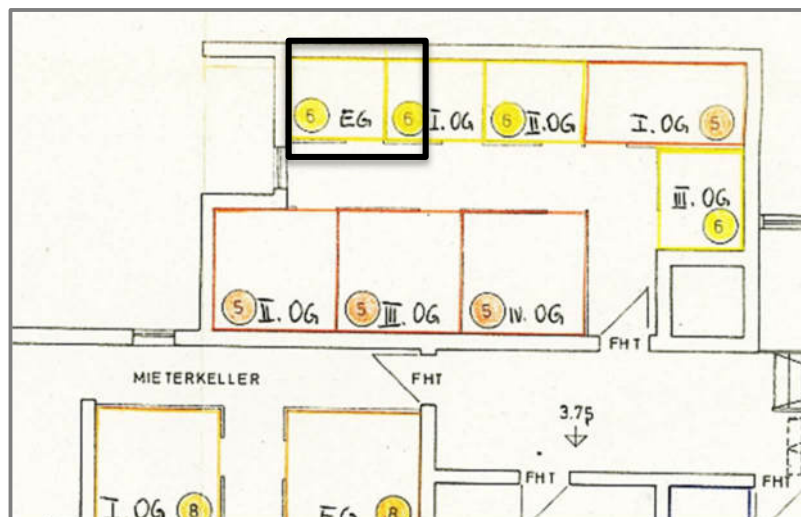 6 EG
6 I. OG
6 II. OG
I. OG 5
III. OG
6
5 II. OG
5 III. OG
5 IV. OG
FHT
MIETERKELLER
FHT
3.75
FHT
FHT
I. OG 8
EG 8